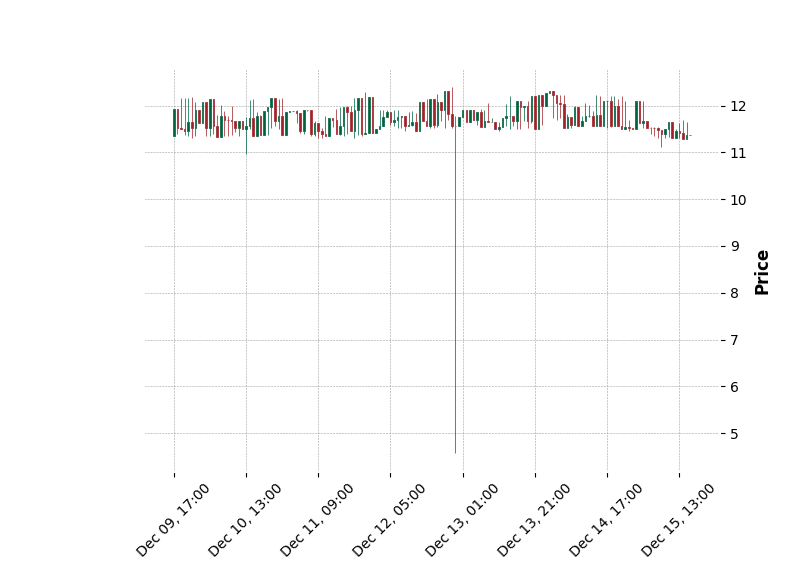 12
11
10
9
8
7
6
5
Price
Dec 09, 17:00
Dec 10, 13:00
Dec 11, 09:00
Dec 12, 05:00
Dec 13, 01:00
Dec 13, 21:00
Dec 14, 17:00
Dec 15, 13:00